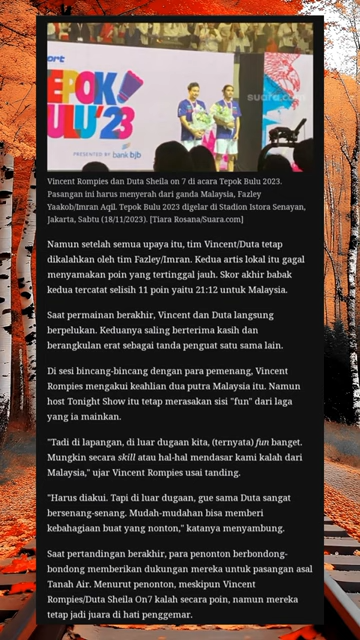 ort
EPOK
ULU'23
PRESENTED BY bank bjb
suara.com
Vincent Rompies dan Duta Sheila on 7 di acara Tepok Bulu 2023.
Pasangan ini harus menyerah dari ganda Malaysia, Fazley
Yaakob/Imran Aqil. Tepok Bulu 2023 digelar di Stadion Istora Senayan,
Jakarta, Sabtu (18/11/2023). [Tiara Rosana/Suara.com]
Namun setelah semua upaya itu, tim Vincent/Duta tetap
dikalahkan oleh tim Fazley/Imran. Kedua artis lokal itu gagal
menyamakan poin yang tertinggal jauh. Skor akhir babak
kedua tercatat selisih 11 poin yaitu 21:12 untuk Malaysia.
Saat permainan berakhir, Vincent dan Duta langsung
berpelukan. Keduanya saling berterima kasih dan
berangkulan erat sebagai tanda penguat satu sama lain.
Di sesi bincang-bincang dengan para pemenang, Vincent
Rompies mengakui keahlian dua putra Malaysia itu. Namun
host Tonight Show itu tetap merasakan sisi "fun" dari laga
yang ia mainkan.
"Tadi di lapangan, di luar dugaan kita, (ternyata) fun banget.
Mungkin secara skill atau hal-hal mendasar kami kalah dari
Malaysia," ujar Vincent Rompies usai tanding.
"Harus diakui. Tapi di luar dugaan, gue sama Duta sangat
bersenang-senang. Mudah-mudahan bisa memberi
kebahagiaan buat yang nonton," katanya menyambung.
Saat pertandingan berakhir, para penonton berbondong-
bondong memberikan dukungan mereka untuk pasangan asal
Tanah Air. Menurut penonton, meskipun Vincent
Rompies/Duta Sheila On7 kalah secara poin, namun mereka
tetap jadi juara di hati penggemar.